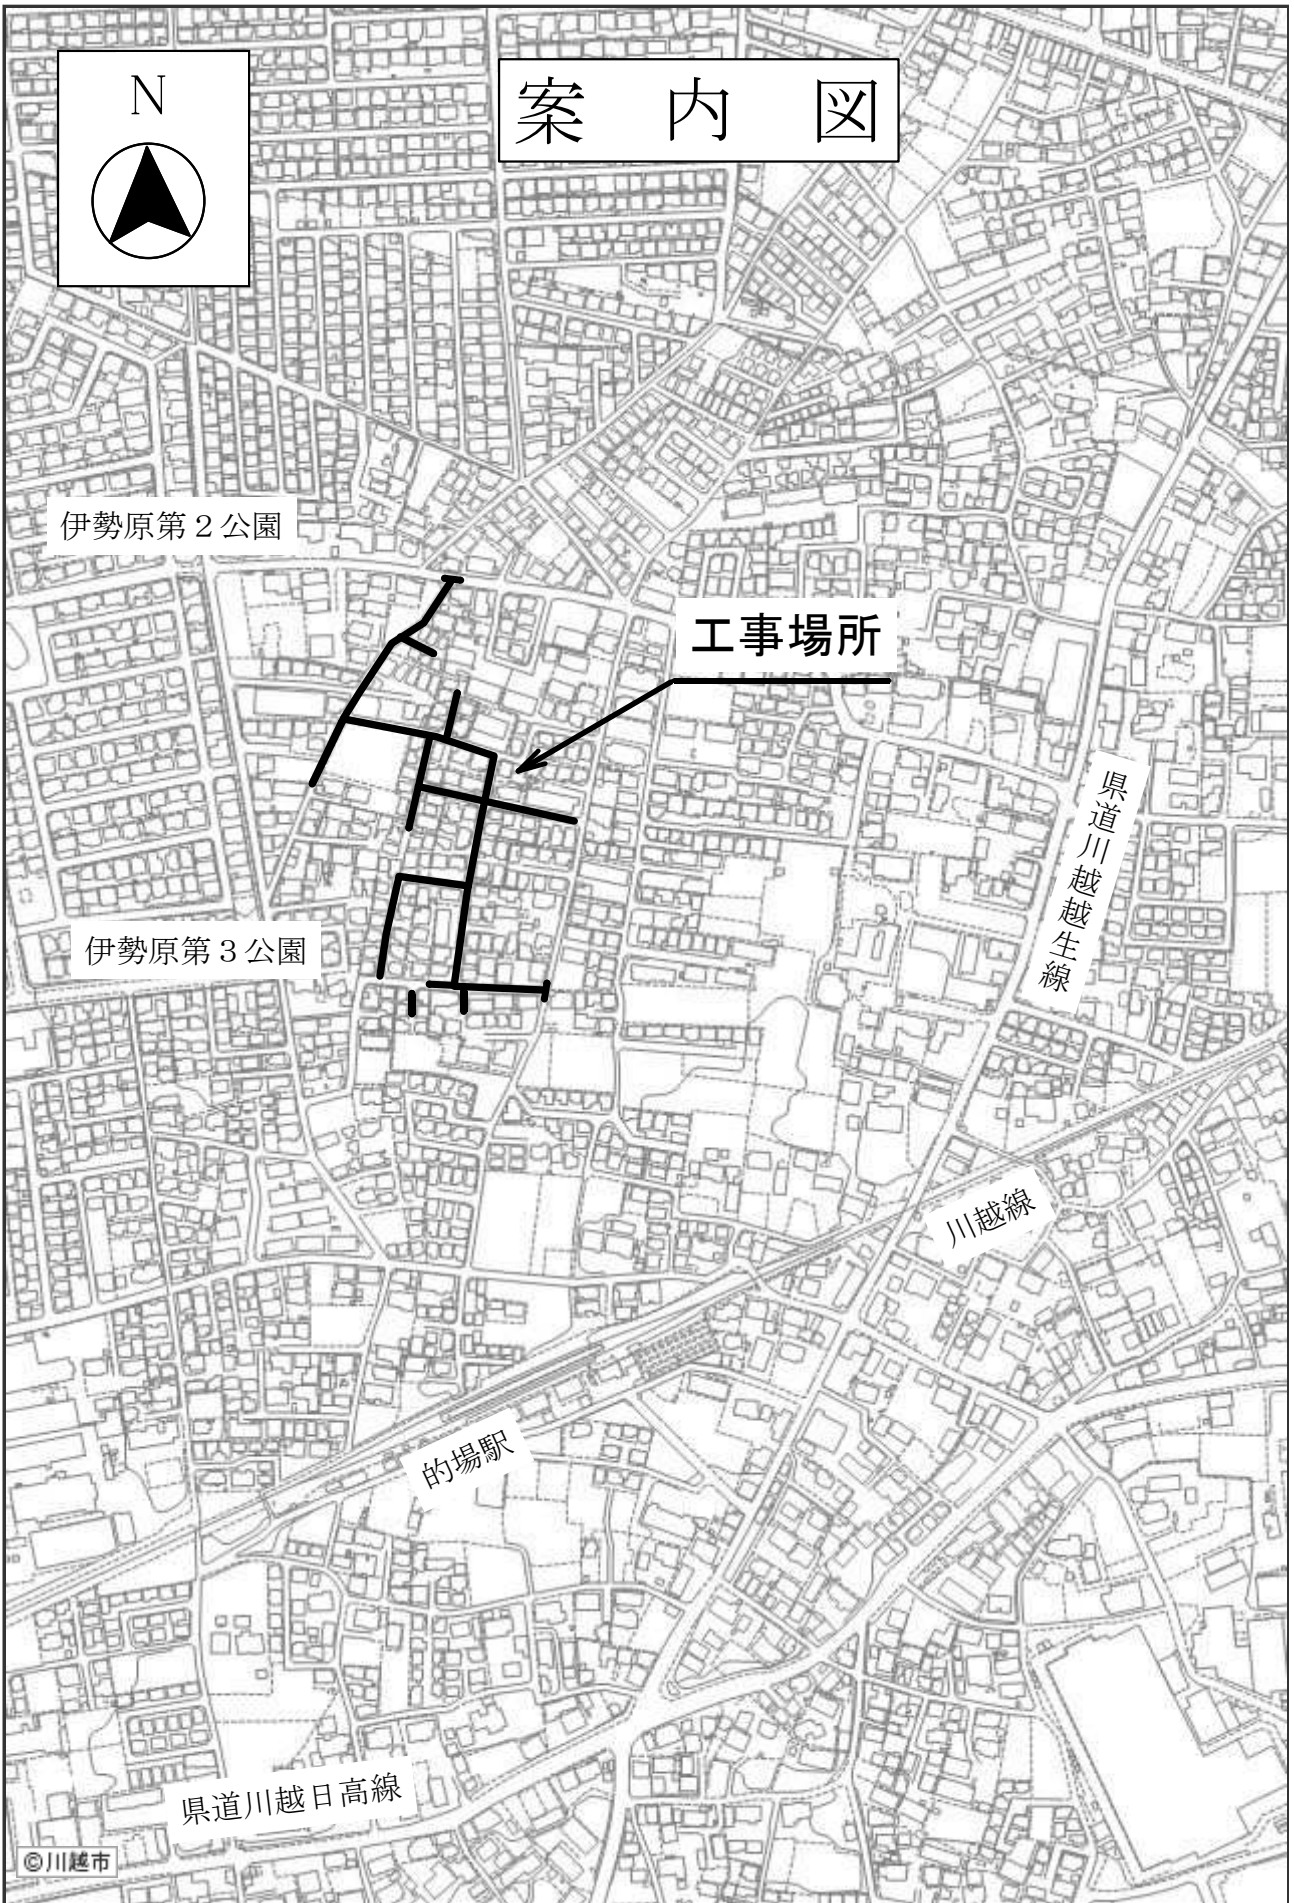 N
案内図
伊勢原第２公園
工事場所
県道川越越生線
伊勢原第３公園
川越線
的場駅
県道川越日高線
©川越市